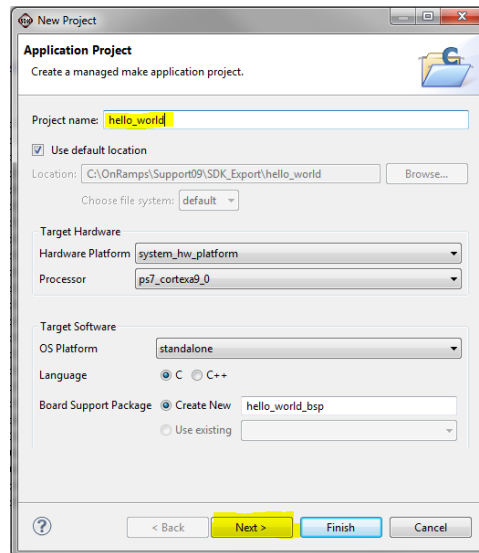 New Project
Application Project
Create a managed make application project.
Project name: hello_world
Use default location
Location: C:\OnRamps\Support09\SDK_Export\hello_world Browse...
Choose file system: default
Target Hardware
Hardware Platform system_hw_platform
Processor ps7_cortexa9_0
Target Software
OS Platform standalone
Language C C++
Board Support Package Create New hello_world_bsp
Use existing
? < Back Next > Finish Cancel